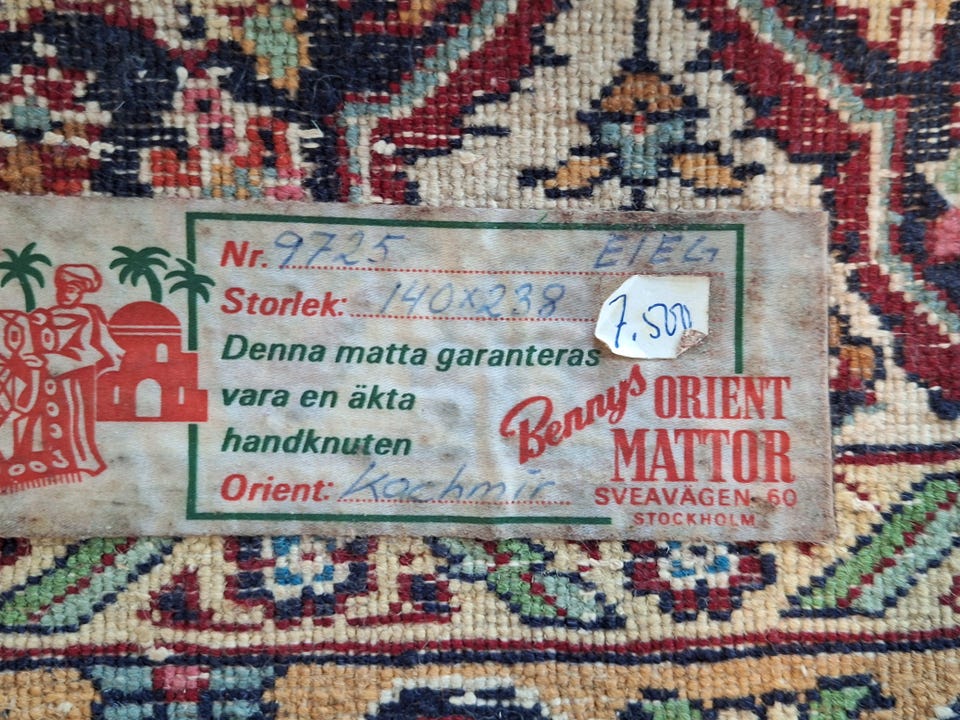 Nr. 9725 EIEG
Storlek: 140x238
7.500
Denna matta garanteras
vara en äkta
handknuten
Orient: Kachmir
Bennys ORIENT
MATTOR
SVEAVÄGEN 60
STOCKHOLM